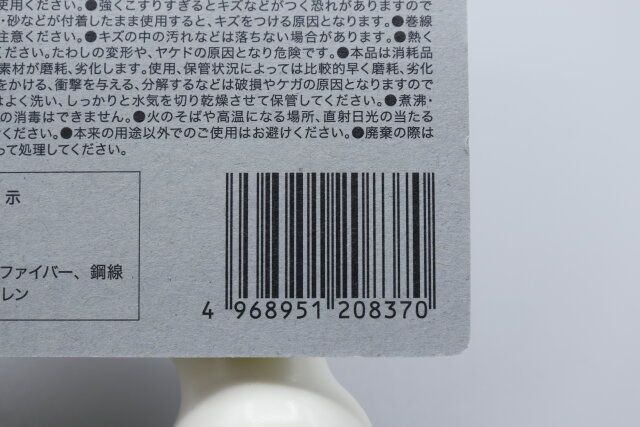 使用ください。●強くこすりすぎるとキズなどがつく恐れがありますので
・砂などが付着したまま使用すると、キズをつける原因となります。●巻線
注意ください。●キズの中の汚れなどは落ちない場合があります。●熱く
ください。たわしの変形や、ヤケドの原因となり危険です。●本品は消耗品
素材が磨耗、劣化します。使用、保管状況によっては比較的早く磨耗、劣化
をかける、衝撃を与える、分解するなどは破損やケガの原因となりますので
はよく洗い、しっかりと水気を切り乾燥させて保管してください。●煮沸・
の消毒はできません。●火のそばや高温になる場所、直射日光の当たる
ください。●本来の用途以外でのご使用はお避けください。●廃棄の際は
って処理してください。
示
ファイバー、鋼線
レン
4 968951 208370